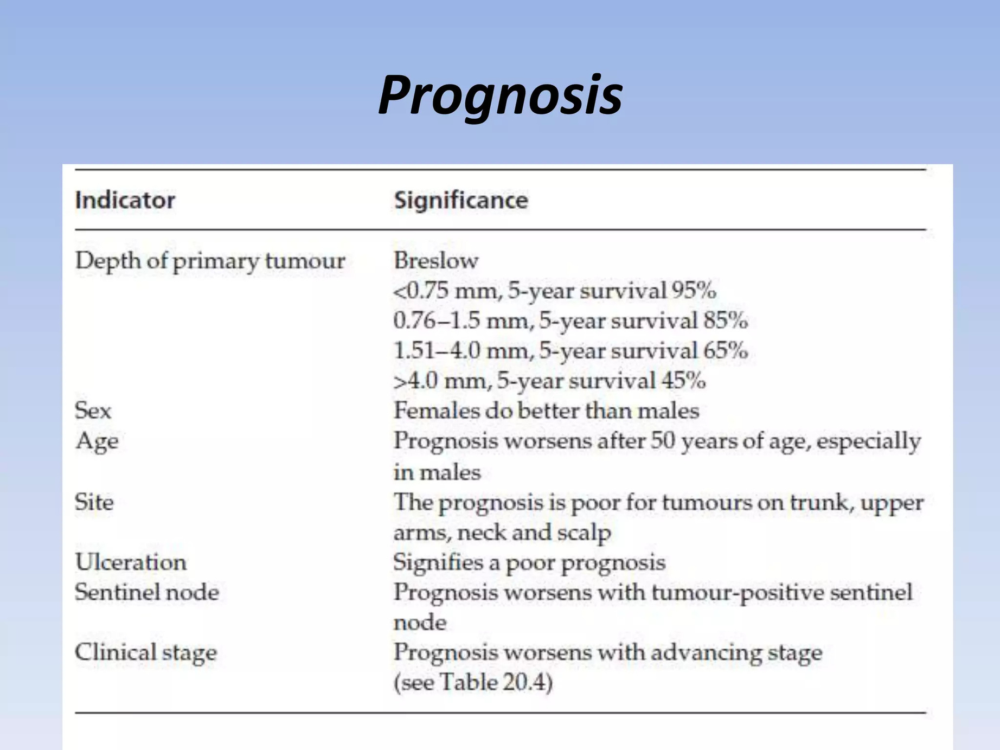 Prognosis
Indicator Significance
Depth of primary tumour Breslow
<0.75 mm, 5-year survival 95%
0.76–1.5 mm, 5-year survival 85%
1.51–4.0 mm, 5-year survival 65%
>4.0 mm, 5-year survival 45%
Sex Females do better than males
Age Prognosis worsens after 50 years of age, especially
in males
Site The prognosis is poor for tumours on trunk, upper
arms, neck and scalp
Ulceration Signifies a poor prognosis
Sentinel node Prognosis worsens with tumour-positive sentinel
node
Clinical stage Prognosis worsens with advancing stage
(see Table 20.4)